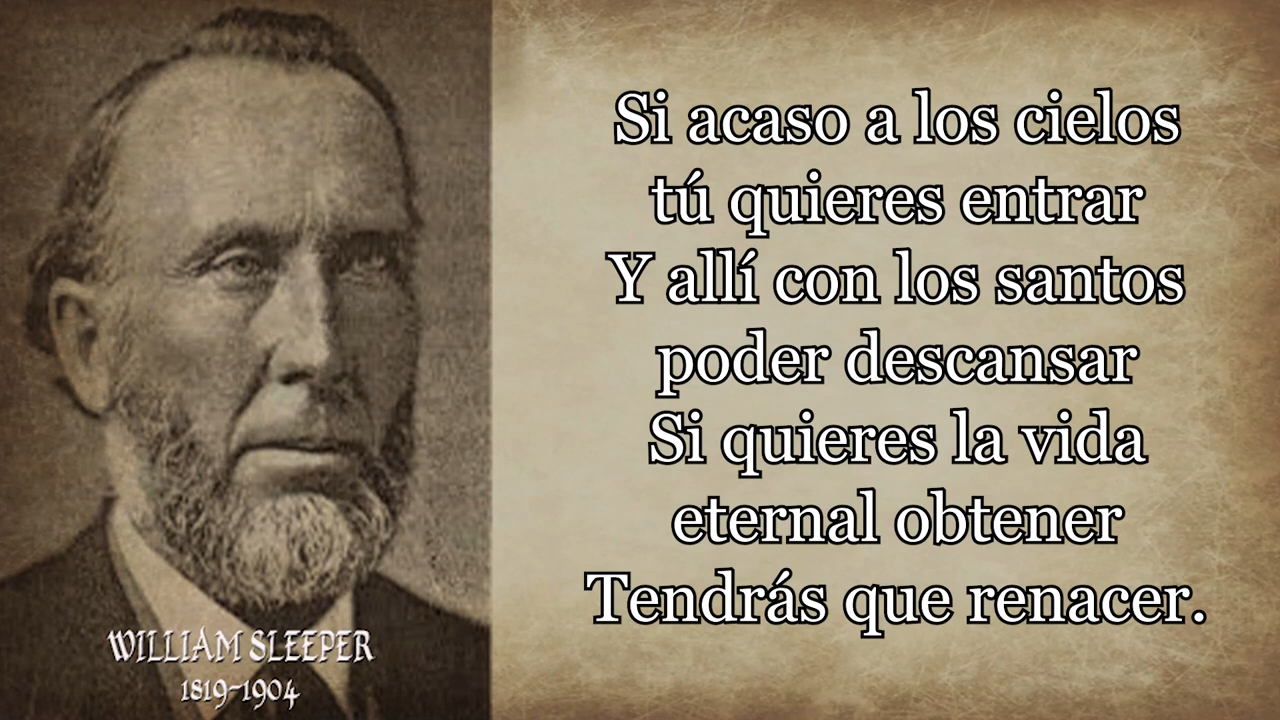 WILLIAM SLEEPER
1819-1904
Si acaso a los cielos
tú quieres entrar
Y allí con los santos
poder descansar
Si quieres la vida
eternal obtener
Tendrás que renacer.